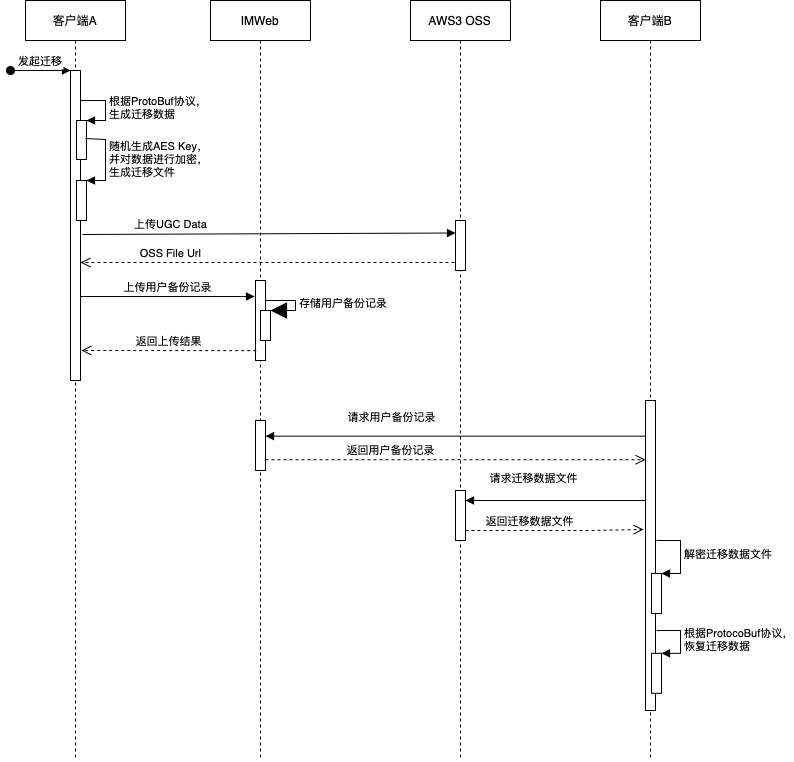 客户端A
IMWeb
AWS3 OSS
客户端B
发起迁移
根据ProtoBuf协议,
生成迁移数据
随机生成AES Key,
并对数据进行加密,
生成迁移文件
上传UGC Data
OSS File Url
上传用户备份记录
存储用户备份记录
返回上传结果
请求用户备份记录
返回用户备份记录
请求迁移数据文件
返回迁移数据文件
解密迁移数据文件
根据ProtocoBuf协议,
恢复迁移数据